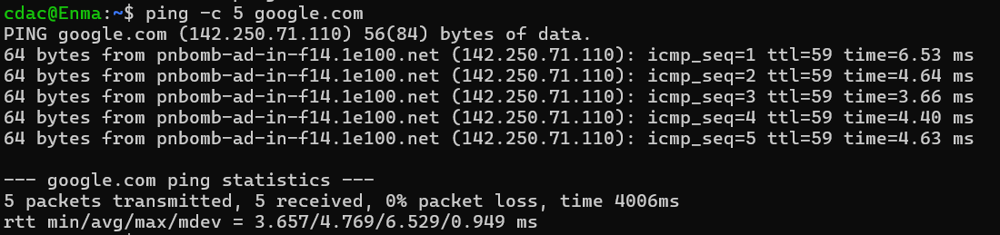 cdac@Enma:~$ ping -c 5 google.com
PING google.com (142.250.71.110) 56(84) bytes of data.
64 bytes from pnbomb-ad-in-f14.1e100.net (142.250.71.110): icmp_seq=1 ttl=59 time=6.53 ms
64 bytes from pnbomb-ad-in-f14.1e100.net (142.250.71.110): icmp_seq=2 ttl=59 time=4.64 ms
64 bytes from pnbomb-ad-in-f14.1e100.net (142.250.71.110): icmp_seq=3 ttl=59 time=3.66 ms
64 bytes from pnbomb-ad-in-f14.1e100.net (142.250.71.110): icmp_seq=4 ttl=59 time=4.40 ms
64 bytes from pnbomb-ad-in-f14.1e100.net (142.250.71.110): icmp_seq=5 ttl=59 time=4.63 ms

--- google.com ping statistics ---
5 packets transmitted, 5 received, 0% packet loss, time 4006ms
rtt min/avg/max/mdev = 3.657/4.769/6.529/0.949 ms